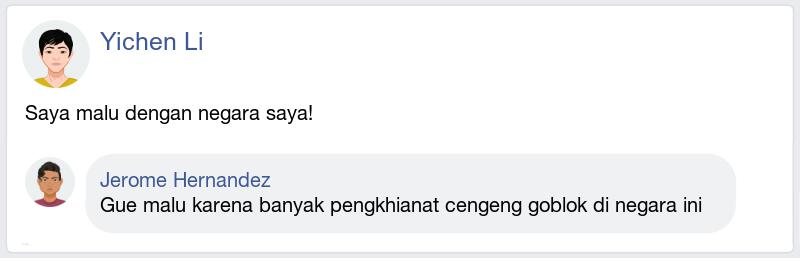 Yichen Li
Saya malu dengan negara saya!
Jerome Hernandez
Gue malu karena banyak pengkhianat cengeng goblok di negara ini